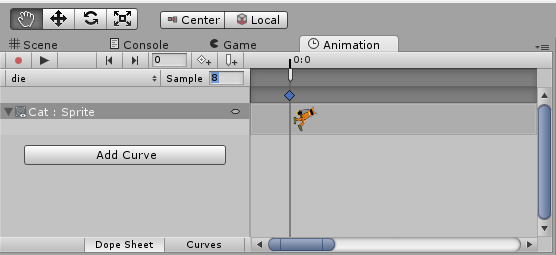 Center Local
Scene Console Game Animation
0 0:0
die Sample 8
Cat : Sprite
Add Curve
Dope Sheet Curves